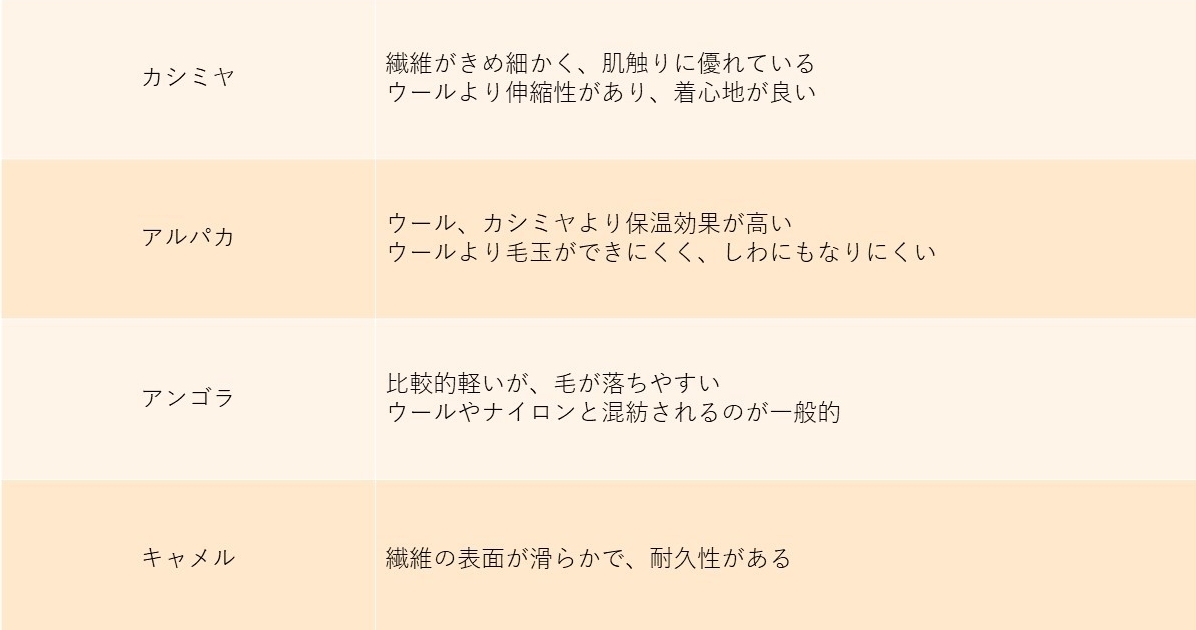 カシミヤ
繊維がきめ細かく、肌触りに優れている
ウールより伸縮性があり、着心地が良い
アルパカ
ウール、カシミヤより保温効果が高い
ウールより毛玉ができにくく、しわにもなりにくい
アンゴラ
比較的軽いが、毛が落ちやすい
ウールやナイロンと混紡されるのが一般的
キャメル
繊維の表面が滑らかで、耐久性がある